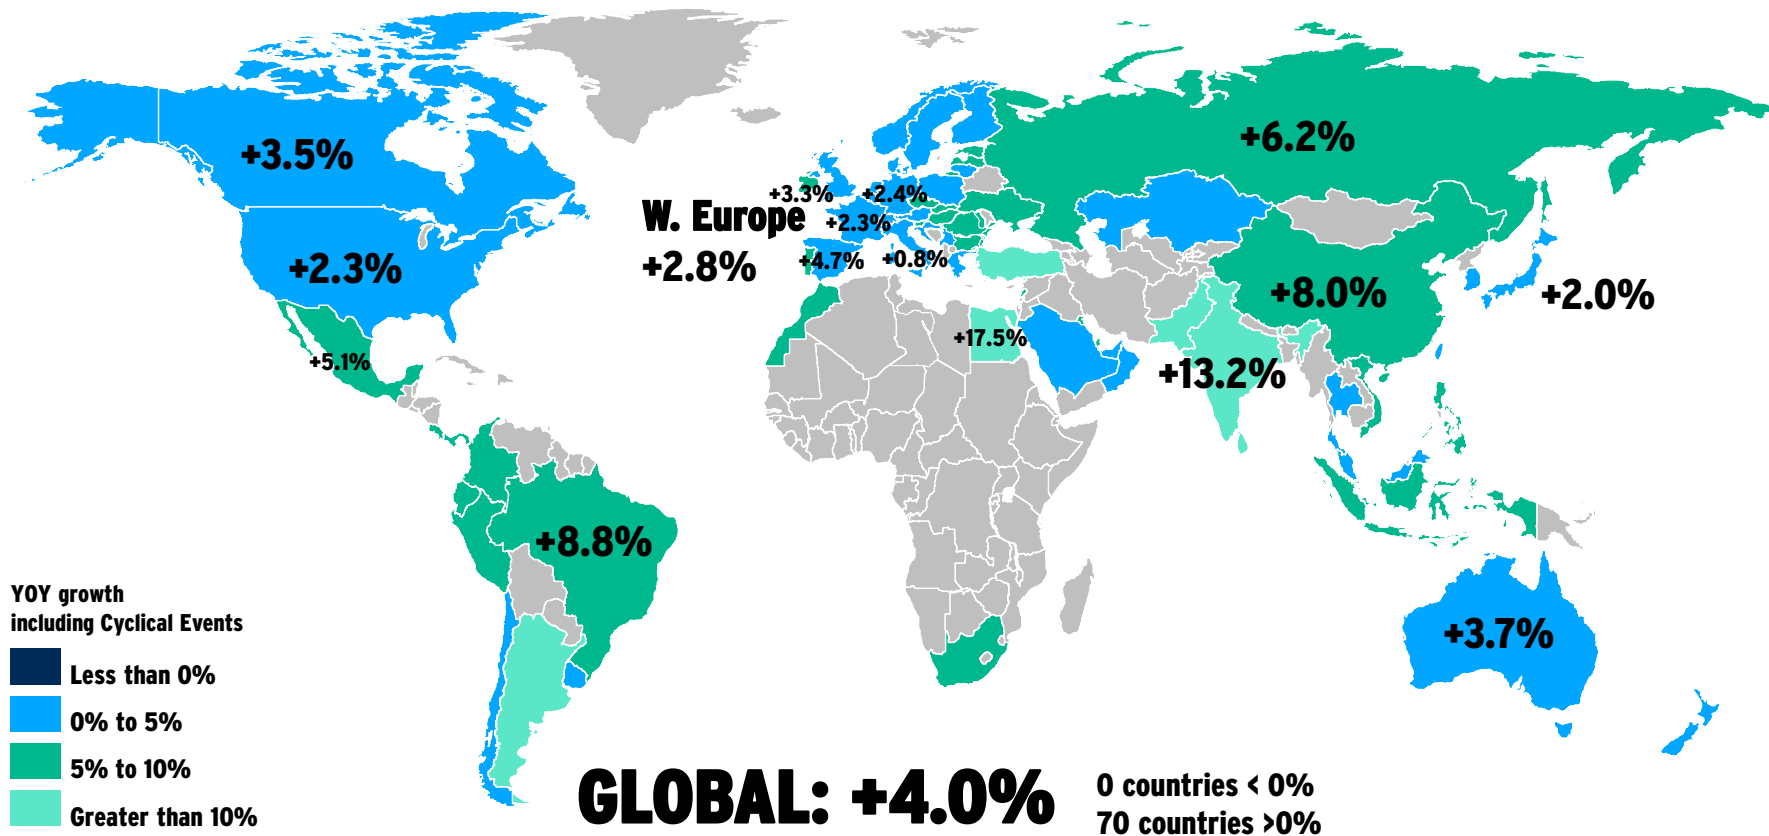 +3.5%
+6.2%
+3.3%
+2.4%
W. Europe
+2.3%
+2.8%
+4.7%
+0.8%
+2.3%
+8.0%
+2.0%
+17.5%
+5.1%
+13.2%
+8.8%
+3.7%
YOY growth
including Cyclical Events
Less than 0%
0% to 5%
5% to 10%
Greater than 10%
GLOBAL: +4.0%
0 countries < 0%
70 countries >0%